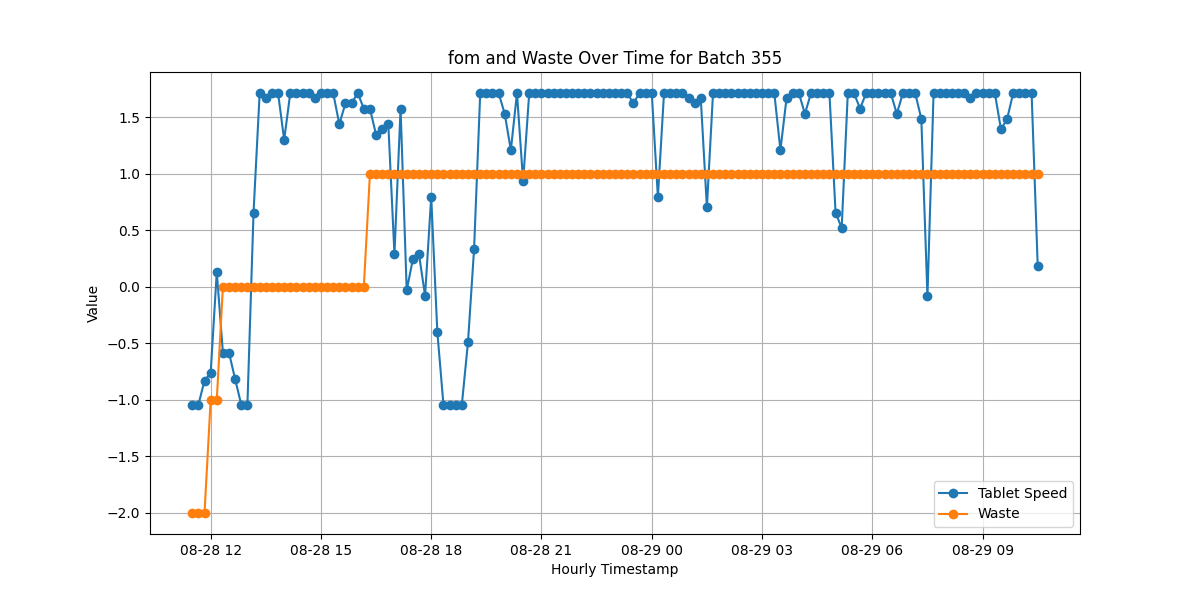 fom and Waste Over Time for Batch 355
Value
1.5
1.0
0.5
0.0
−0.5
−1.0
−1.5
−2.0
Tablet Speed
Waste
08-28 12 08-28 15 08-28 18 08-28 21 08-29 00 08-29 03 08-29 06 08-29 09
Hourly Timestamp